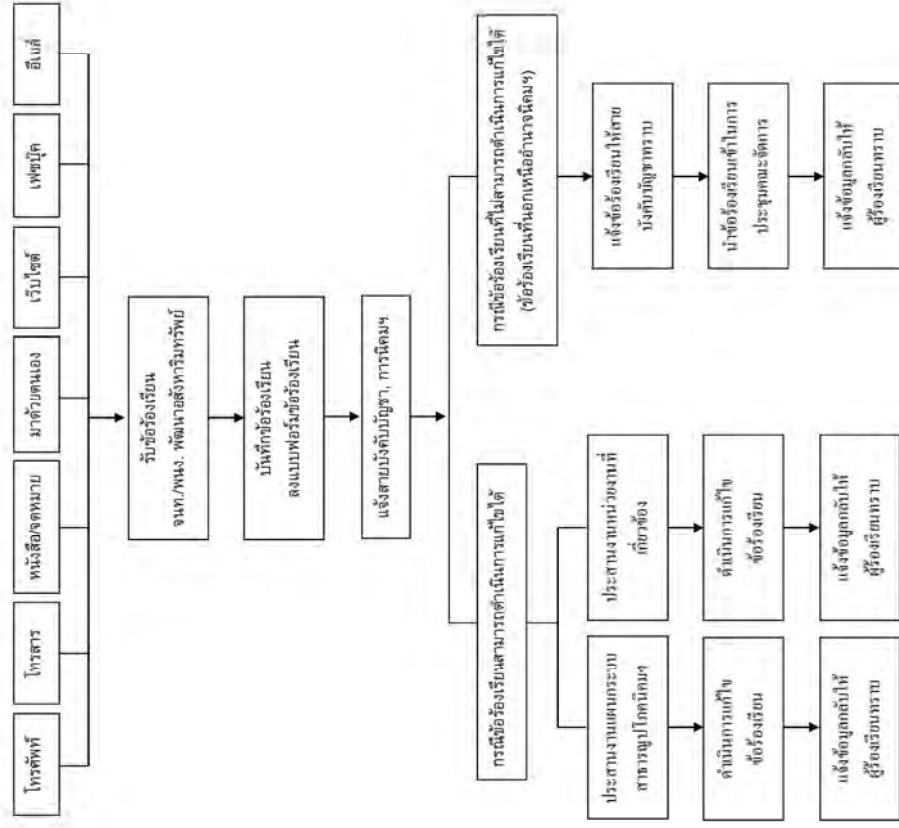 โทรศัพท์
โทรสาร
หนังสือ/จดหมาย
มาด้วยตนเอง
เว็บไซต์
เฟซบุ๊ค
อีเมล์
รับข้อร้องเรียน
จนท./พนง. พัฒนาอสังหาริมทรัพย์
บันทึกข้อร้องเรียน
ลงแบบฟอร์มข้อร้องเรียน
แจ้งสายบังคับบัญชา, การนิคมฯ
กรณีข้อร้องเรียนสามารถดำเนินการแก้ไขได้
กรณีข้อร้องเรียนที่ไม่สามารถดำเนินการแก้ไขได้
(ข้อร้องเรียนที่นอกเหนืออำนาจนิคมฯ)
ประสานงานแผนกระบบ
สาธารณูปโภคนิคมฯ
ดำเนินการแก้ไข
ข้อร้องเรียน
แจ้งข้อมูลกลับให้
ผู้ร้องเรียนทราบ
ประสานงานหน่วยงานที่
เกี่ยวข้อง
ดำเนินการแก้ไข
ข้อร้องเรียน
แจ้งข้อมูลกลับให้
ผู้ร้องเรียนทราบ
แจ้งข้อร้องเรียนให้สาย
บังคับบัญชาทราบ
นำข้อร้องเรียนเข้าในการ
ประชุมคณะจัดการ
แจ้งข้อมูลกลับให้
ผู้ร้องเรียนทราบ